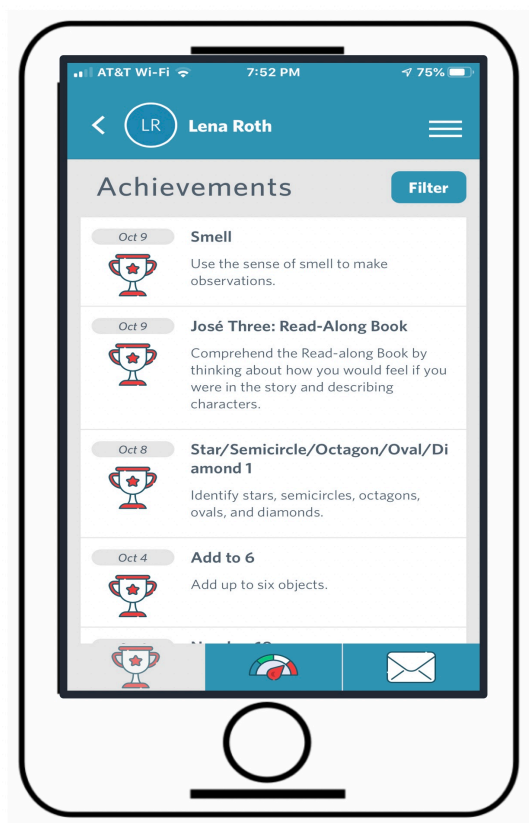 AT&T Wi-Fi 7:52 PM 75%
LR Lena Roth
Achievements Filter
Oct 9 Smell
Use the sense of smell to make
observations.
Oct 9 José Three: Read-Along Book
Comprehend the Read-along Book by
thinking about how you would feel if you
were in the story and describing
characters.
Oct 8 Star/Semicircle/Octagon/Oval/Di
amond 1
Identify stars, semicircles, octagons,
ovals, and diamonds.
Oct 4 Add to 6
Add up to six objects.